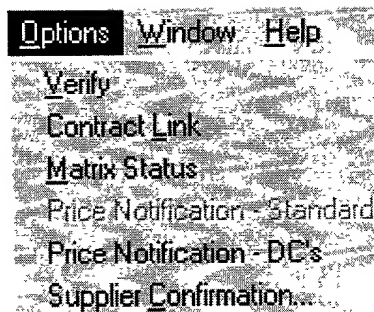 Options Window Help
Verify
Contract Link
Matrix Status
Price Notification - Standard
Price Notification - DC's
Supplier Confirmation...